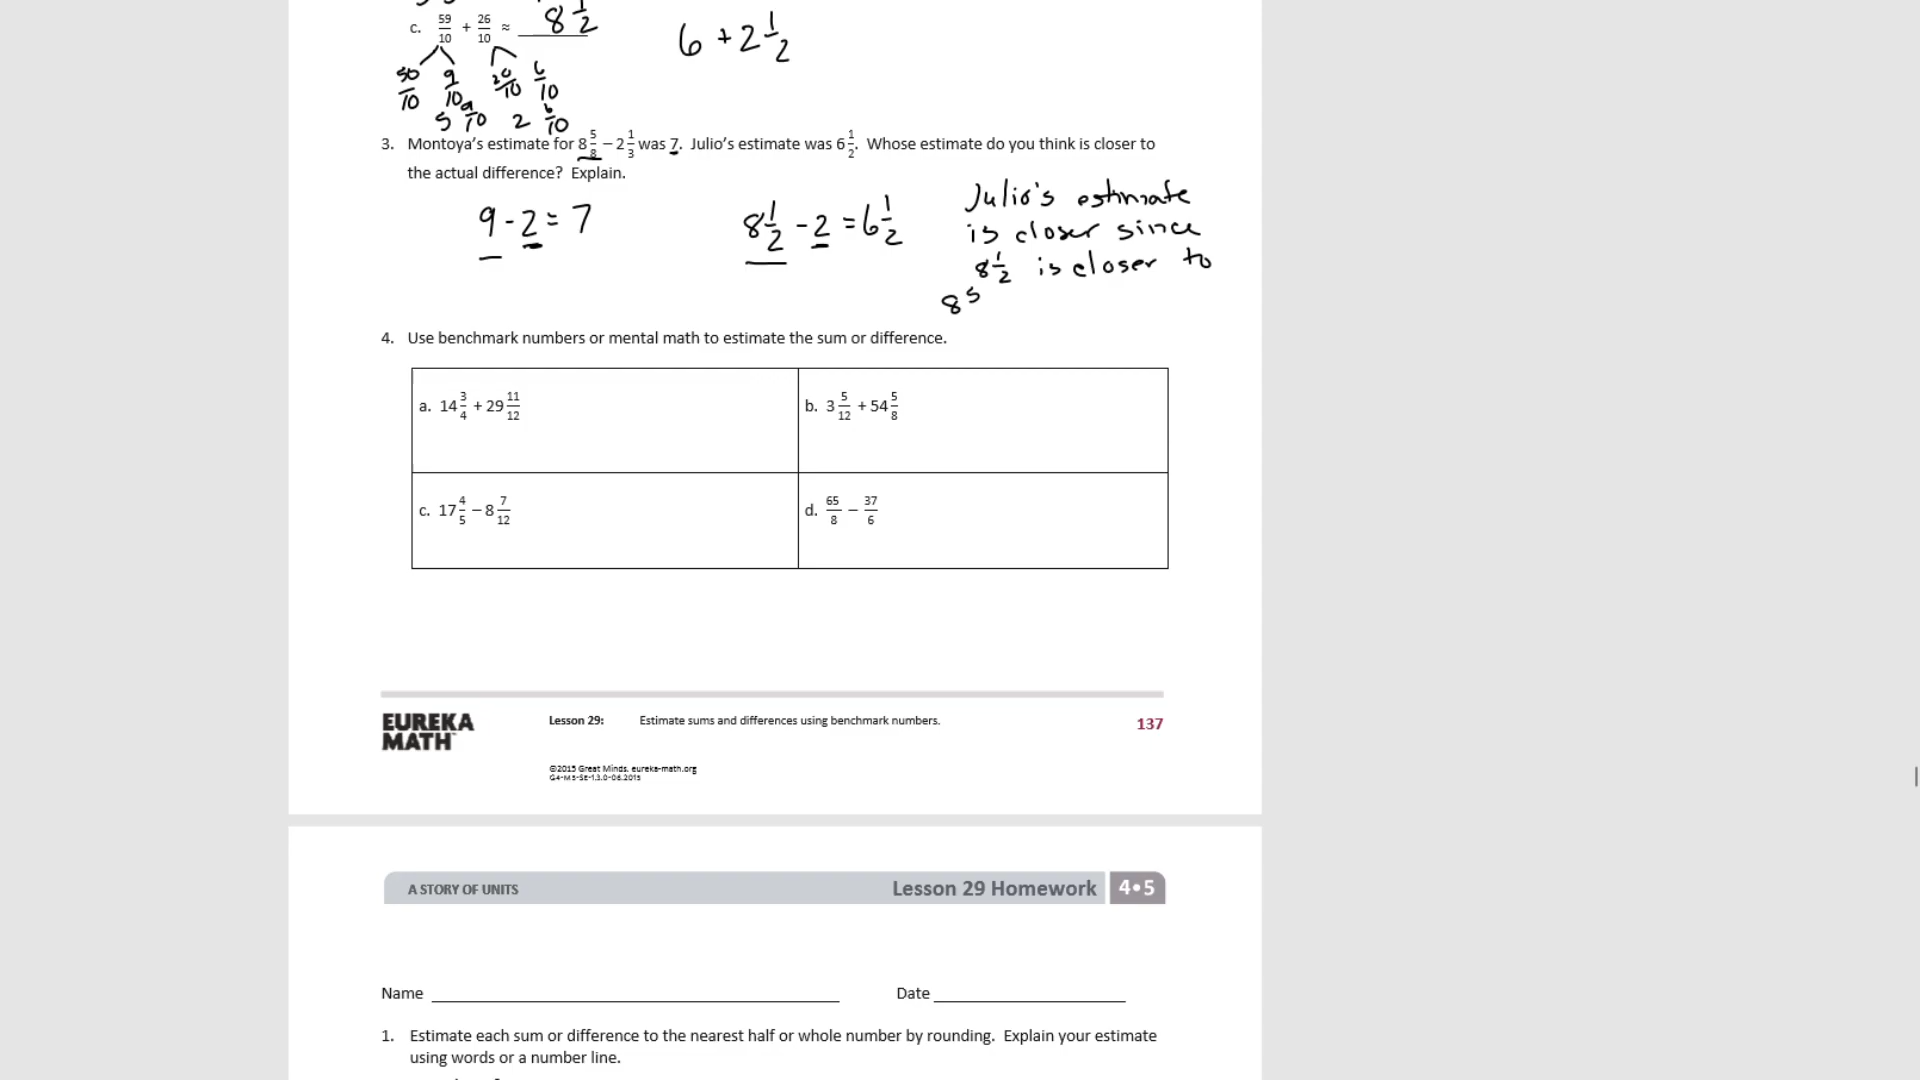 c. 59/10 + 26/10 ≈ 8 1/2
6 + 2 1/2
50/10 9/10 20/10 6/10
5 9/10 2 6/10
3. Montoya's estimate for 8 5/8 − 2 1/3 was 7. Julio's estimate was 6 1/2. Whose estimate do you think is closer to
the actual difference? Explain.
9 - 2 = 7
8 1/2 - 2 = 6 1/2
Julio's estimate
is closer since
8 1/2 is closer to
8 5
4. Use benchmark numbers or mental math to estimate the sum or difference.
a. 14 3/4 + 29 11/12
b. 3 5/12 + 54 5/8
c. 17 4/5 − 8 7/12
d. 65/8 − 37/6
EUREKA
MATH
Lesson 29: Estimate sums and differences using benchmark numbers.
137
©2015 Great Minds. eureka-math.org
G4-M5-SE-1.3.0-06.2015
A STORY OF UNITS
Lesson 29 Homework 4•5
Name
Date
1. Estimate each sum or difference to the nearest half or whole number by rounding. Explain your estimate
using words or a number line.